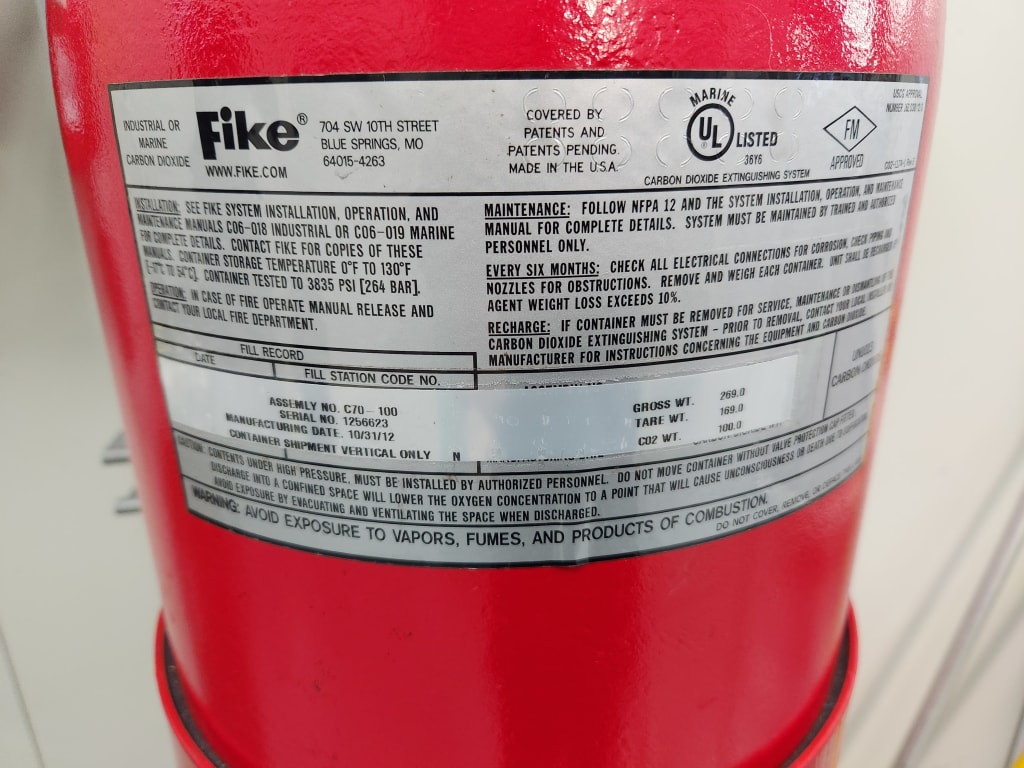 INDUSTRIAL OR
MARINE
CARBON DIOXIDE
Fike®
WWW.FIKE.COM
704 SW 10TH STREET
BLUE SPRINGS, MO
64015-4263
COVERED BY
PATENTS AND
PATENTS PENDING.
MADE IN THE U.S.A.
MARINE
UL LISTED
36Y6
CARBON DIOXIDE EXTINGUISHING SYSTEM
FM
APPROVED
USCG APPROVAL
NUMBER
INSTALLATION: SEE FIKE SYSTEM INSTALLATION, OPERATION, AND
MAINTENANCE MANUALS C06-018 INDUSTRIAL OR C06-019 MARINE
FOR COMPLETE DETAILS. CONTACT FIKE FOR COPIES OF THESE
MANUALS. CONTAINER STORAGE TEMPERATURE 0°F TO 130°F
[-17°C TO 54°C]. CONTAINER TESTED TO 3835 PSI [264 BAR].
OPERATION: IN CASE OF FIRE OPERATE MANUAL RELEASE AND
CONTACT YOUR LOCAL FIRE DEPARTMENT.
MAINTENANCE: FOLLOW NFPA 12 AND THE SYSTEM INSTALLATION, OPERATION, AND MAINTENANCE
MANUAL FOR COMPLETE DETAILS. SYSTEM MUST BE MAINTAINED BY TRAINED AND AUTHORIZED
PERSONNEL ONLY.
EVERY SIX MONTHS: CHECK ALL ELECTRICAL CONNECTIONS FOR CORROSION. CHECK PIPING AND
NOZZLES FOR OBSTRUCTIONS. REMOVE AND WEIGH EACH CONTAINER. UNIT SHALL BE RECHARGED IF
AGENT WEIGHT LOSS EXCEEDS 10%.
RECHARGE: IF CONTAINER MUST BE REMOVED FOR SERVICE, MAINTENANCE OR DISMANTLING OF THE
CARBON DIOXIDE EXTINGUISHING SYSTEM - PRIOR TO REMOVAL, CONTACT YOUR LOCAL INSTALLER OR
MANUFACTURER FOR INSTRUCTIONS CONCERNING THE EQUIPMENT AND CARBON DIOXIDE.
FILL RECORD
DATE
FILL STATION CODE NO.
ASSEMLY NO. C70-100
SERIAL NO. 1256623
MANUFACTURING DATE. 10/31/12
CONTAINER SHIPMENT VERTICAL ONLY N
GROSS WT. 269.0
TARE WT. 169.0
CO2 WT. 100.0
CARBON
CAUTION: CONTENTS UNDER HIGH PRESSURE. MUST BE INSTALLED BY AUTHORIZED PERSONNEL. DO NOT MOVE CONTAINER WITHOUT VALVE PROTECTION CAP FITTED.
DISCHARGE INTO A CONFINED SPACE WILL LOWER THE OXYGEN CONCENTRATION TO A POINT THAT WILL CAUSE UNCONSCIOUSNESS OR DEATH DUE TO
AVOID EXPOSURE BY EVACUATING AND VENTILATING THE SPACE WHEN DISCHARGED.
WARNING: AVOID EXPOSURE TO VAPORS, FUMES, AND PRODUCTS OF COMBUSTION.
DO NOT COVER, REMOVE, OR